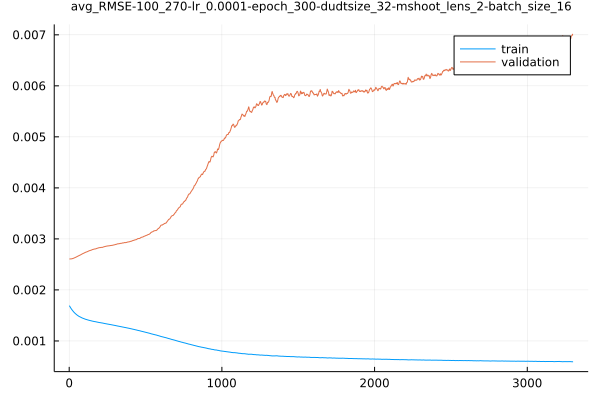 avg_RMSE-100_270-lr_0.0001-epoch_300-dudtsize_32-mshoot_lens_2-batch_size_16
0.007
0.006
0.005
0.004
0.003
0.002
0.001
train
validation
0 1000 2000 3000